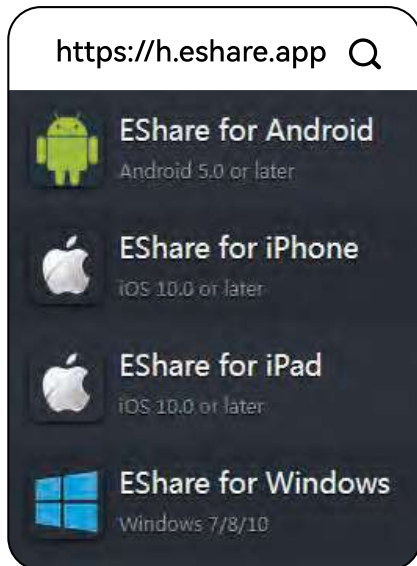 https://h.eshare.app
EShare for Android
Android 5.0 or later
EShare for iPhone
iOS 10.0 or later
EShare for iPad
iOS 10.0 or later
EShare for Windows
Windows 7/8/10